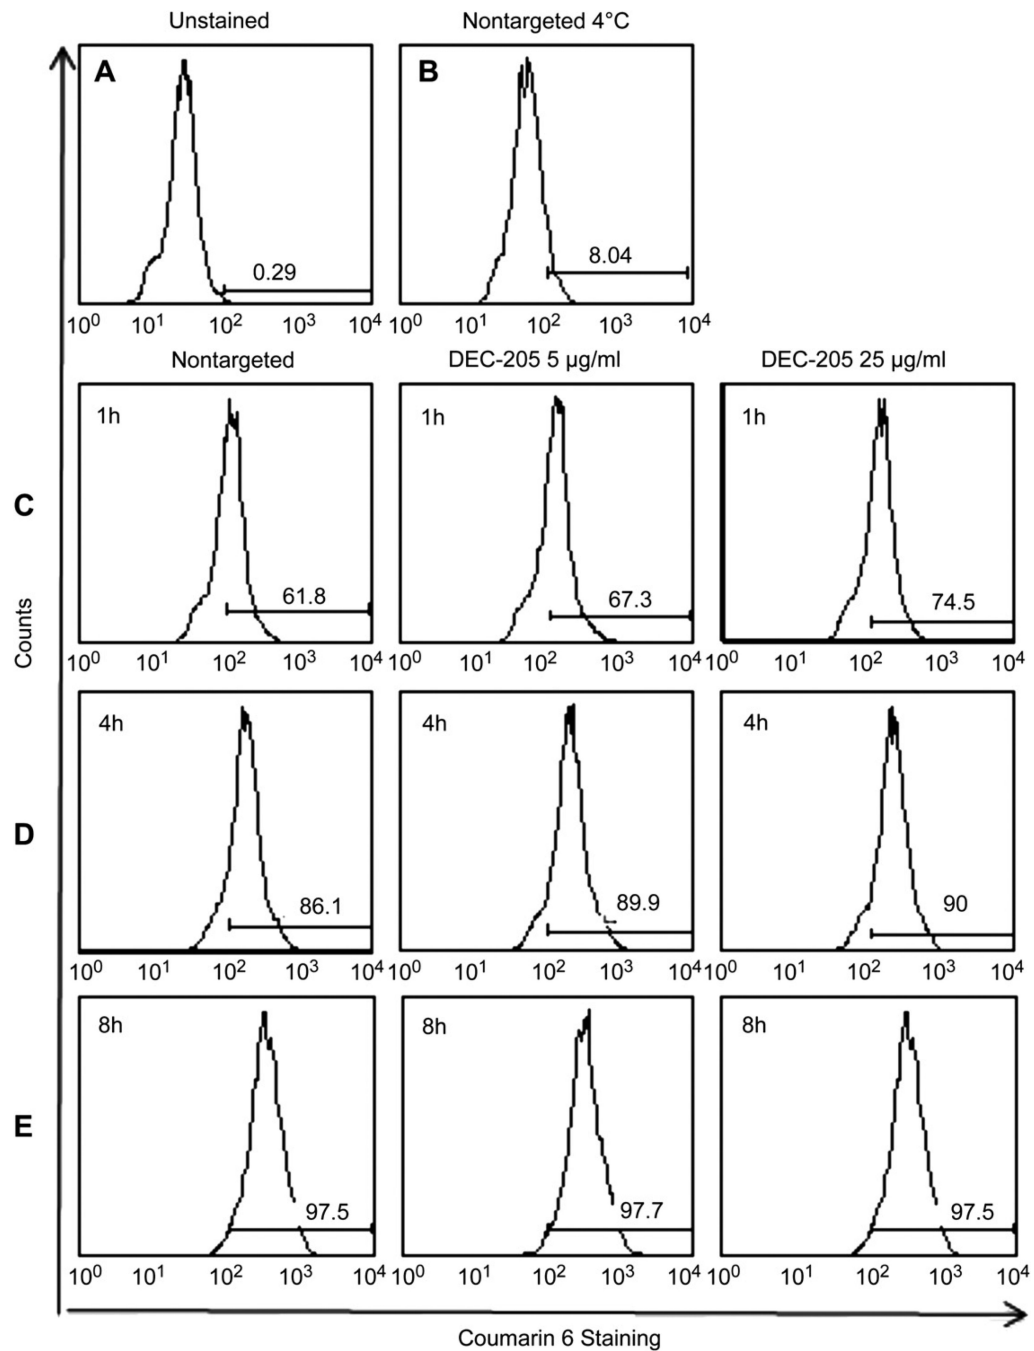 Unstained Nontargeted 4°C
A B
0.29 8.04
10⁰ 10¹ 10² 10³ 10⁴ 10⁰ 10¹ 10² 10³ 10⁴
Nontargeted DEC-205 5 µg/ml DEC-205 25 µg/ml
1h 1h 1h
C
61.8 67.3 74.5
Counts
10⁰ 10¹ 10² 10³ 10⁴ 10⁰ 10¹ 10² 10³ 10⁴ 10⁰ 10¹ 10² 10³ 10⁴
4h 4h 4h
D
86.1 89.9 90
10⁰ 10¹ 10² 10³ 10⁴ 10⁰ 10¹ 10² 10³ 10⁴ 10⁰ 10¹ 10² 10³ 10⁴
8h 8h 8h
E
97.5 97.7 97.5
10⁰ 10¹ 10² 10³ 10⁴ 10⁰ 10¹ 10² 10³ 10⁴ 10⁰ 10¹ 10² 10³ 10⁴
Coumarin 6 Staining